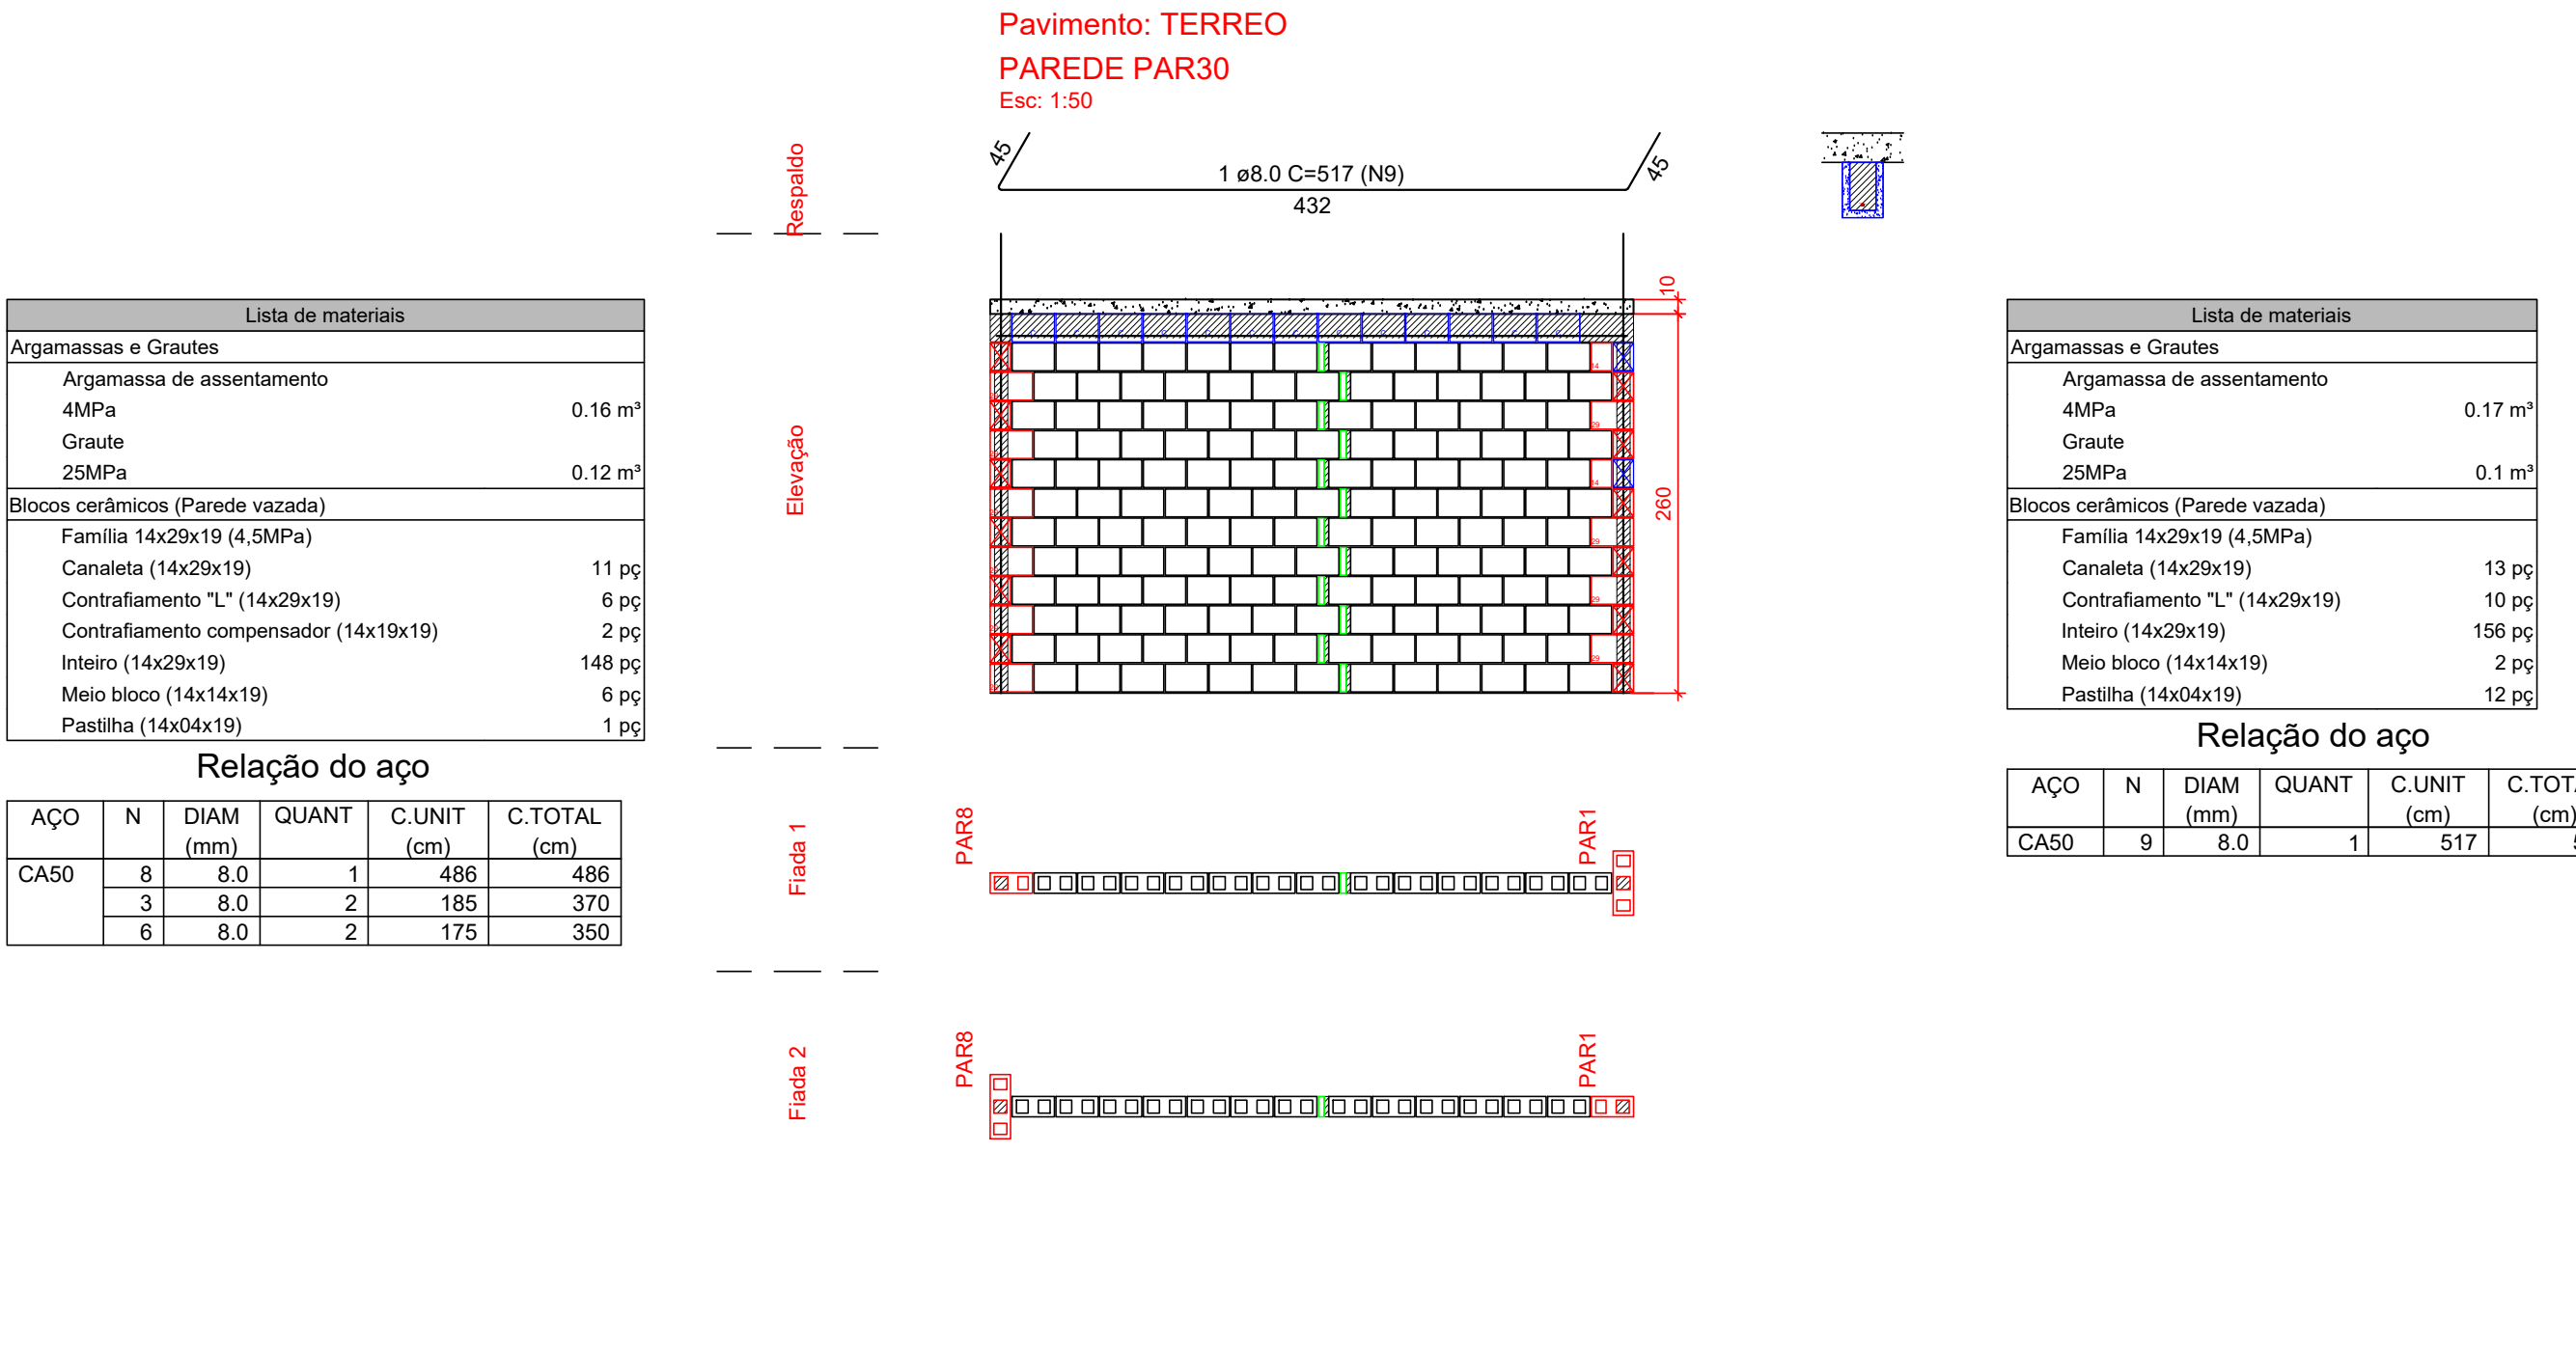 Pavimento: TERREO
PAREDE PAR30
Esc: 1:50
Respaldo
45
1 ø8.0 C=517 (N9)
432
45
Lista de materiais
Argamassas e Grautes
Argamassa de assentamento
4MPa 0.16 m³
Graute
25MPa 0.12 m³
Blocos cerâmicos (Parede vazada)
Família 14x29x19 (4,5MPa)
Canaleta (14x29x19) 11 pç
Contrafiamento "L" (14x29x19) 6 pç
Contrafiamento compensador (14x19x19) 2 pç
Inteiro (14x29x19) 148 pç
Meio bloco (14x14x19) 6 pç
Pastilha (14x04x19) 1 pç
Relação do aço
AÇO N DIAM QUANT C.UNIT C.TOTAL
(mm) (cm) (cm)
CA50 8 8.0 1 486 486
3 8.0 2 185 370
6 8.0 2 175 350
Elevação
10
260
14
29
14
29
29
29
Fiada 1
PAR8
PAR1
Fiada 2
PAR8
PAR1
Lista de materiais
Argamassas e Grautes
Argamassa de assentamento
4MPa 0.17 m³
Graute
25MPa 0.1 m³
Blocos cerâmicos (Parede vazada)
Família 14x29x19 (4,5MPa)
Canaleta (14x29x19) 13 pç
Contrafiamento "L" (14x29x19) 10 pç
Inteiro (14x29x19) 156 pç
Meio bloco (14x14x19) 2 pç
Pastilha (14x04x19) 12 pç
Relação do aço
AÇO N DIAM QUANT C.UNIT
(mm) (cm) (cm)
CA50 9 8.0 1 517